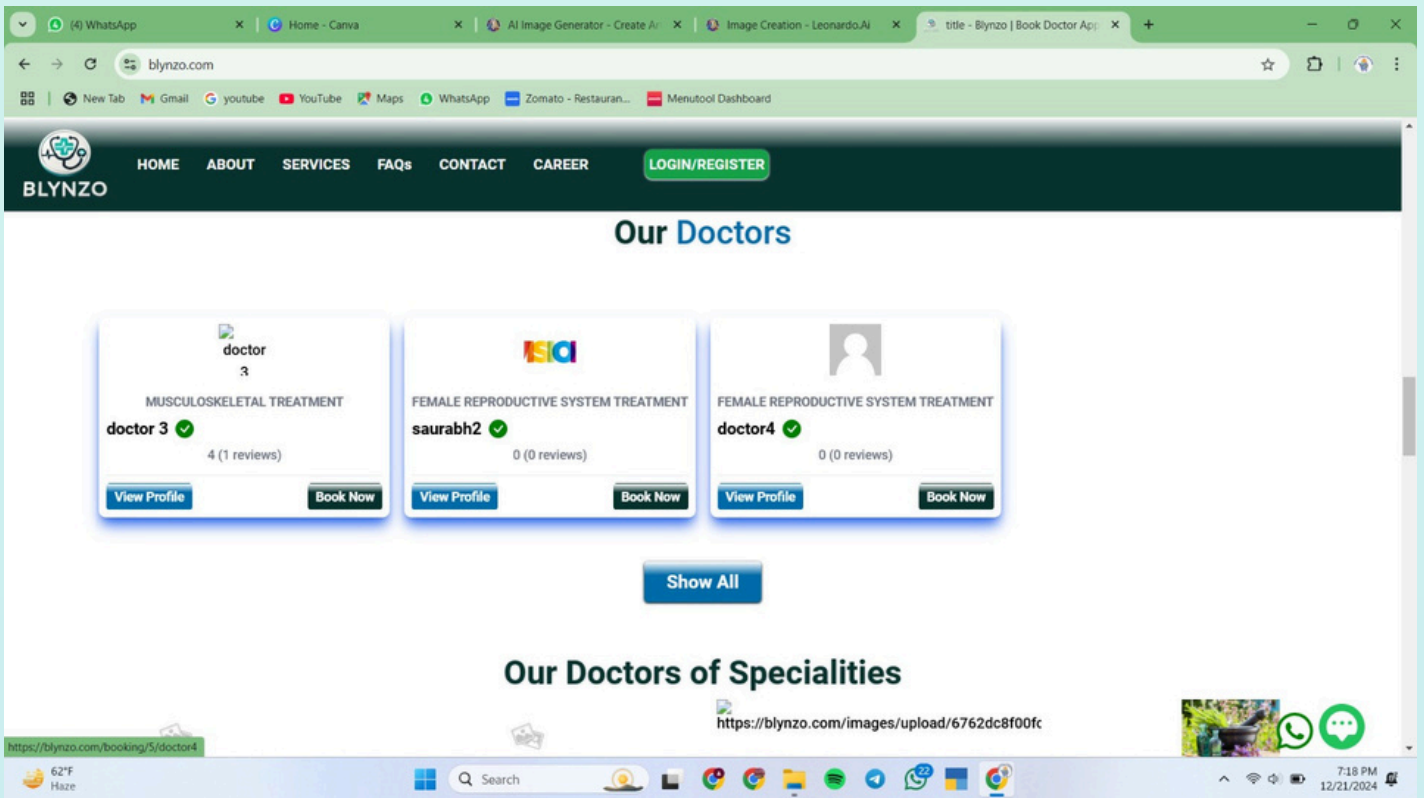 (4) WhatsApp
Home - Canva
AI Image Generator - Create Ar
Image Creation - Leonardo.Ai
title - Blynzo | Book Doctor App
blynzo.com
New Tab
Gmail
youtube
YouTube
Maps
WhatsApp
Zomato - Restauran...
Menutool Dashboard
BLYNZO
HOME ABOUT SERVICES FAQs CONTACT CAREER LOGIN/REGISTER
Our Doctors
doctor
3
MUSCULOSKELETAL TREATMENT
doctor 3
4 (1 reviews)
View Profile Book Now
FEMALE REPRODUCTIVE SYSTEM TREATMENT
saurabh2
0 (0 reviews)
View Profile Book Now
FEMALE REPRODUCTIVE SYSTEM TREATMENT
doctor4
0 (0 reviews)
View Profile Book Now
Show All
Our Doctors of Specialities
https://blynzo.com/images/upload/6762dc8f00fc
https://blynzo.com/booking/5/doctor4
62°F
Haze
Search
22
7:18 PM
12/21/2024